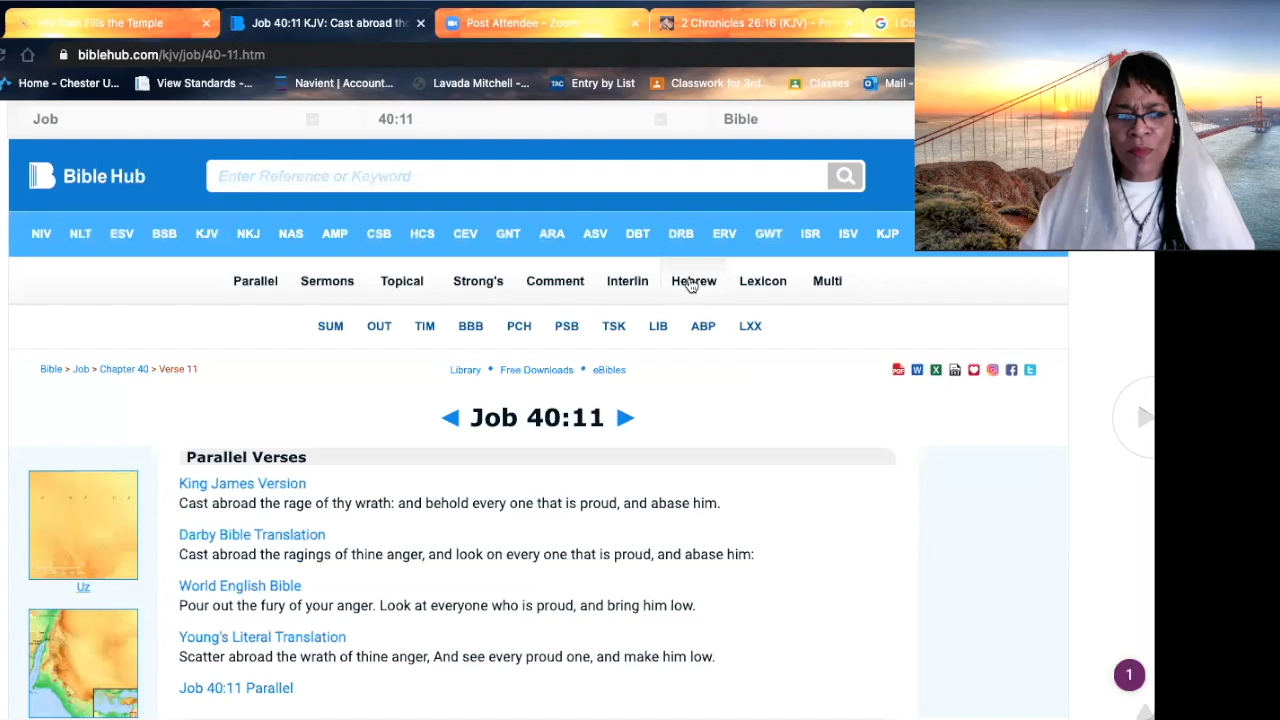 His Train Fills the Temple
Job 40:11 KJV: Cast abroad
Post Attendee - Zoom
2 Chronicles 26:16 (KJV)
biblehub.com/kjv/job/40-11.htm
Home - Chester U...
View Standards -...
Navient | Account...
Lavada Mitchell -...
TAC Entry by List
Classwork for 3rd...
Classes
Mail -
Job 40:11 Bible
Bible Hub
Enter Reference or Keyword
NIV NLT ESV BSB KJV NKJ NAS AMP CSB HCS CEV GNT ARA ASV DBT DRB ERV GWT ISR ISV KJP
Parallel Sermons Topical Strong's Comment Interlin Hebrew Lexicon Multi
SUM OUT TIM BBB PCH PSB TSK LIB ABP LXX
Bible > Job > Chapter 40 > Verse 11
Library • Free Downloads • eBibles
◄ Job 40:11 ►
Parallel Verses
King James Version
Cast abroad the rage of thy wrath: and behold every one that is proud, and abase him.
Darby Bible Translation
Cast abroad the ragings of thine anger, and look on every one that is proud, and abase him:
World English Bible
Pour out the fury of your anger. Look at everyone who is proud, and bring him low.
Young's Literal Translation
Scatter abroad the wrath of thine anger, And see every proud one, and make him low.
Job 40:11 Parallel
Uz
1